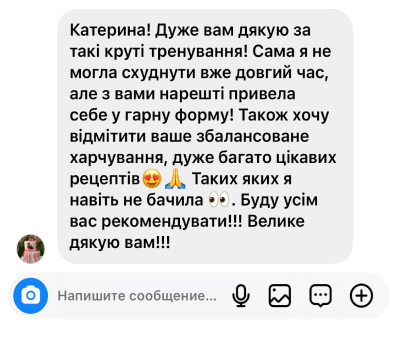 Катерина! Дуже вам дякую за
такі круті тренування! Сама я не
могла схуднути вже довгий час,
але з вами нарешті привела
себе у гарну форму! Також хочу
відмітити ваше збалансоване
харчування, дуже багато цікавих
рецептів😍🙏 Таких яких я
навіть не бачила 👀. Буду усім
вас рекомендувати!!! Велике
дякую вам!!!
Напишите сообщение...